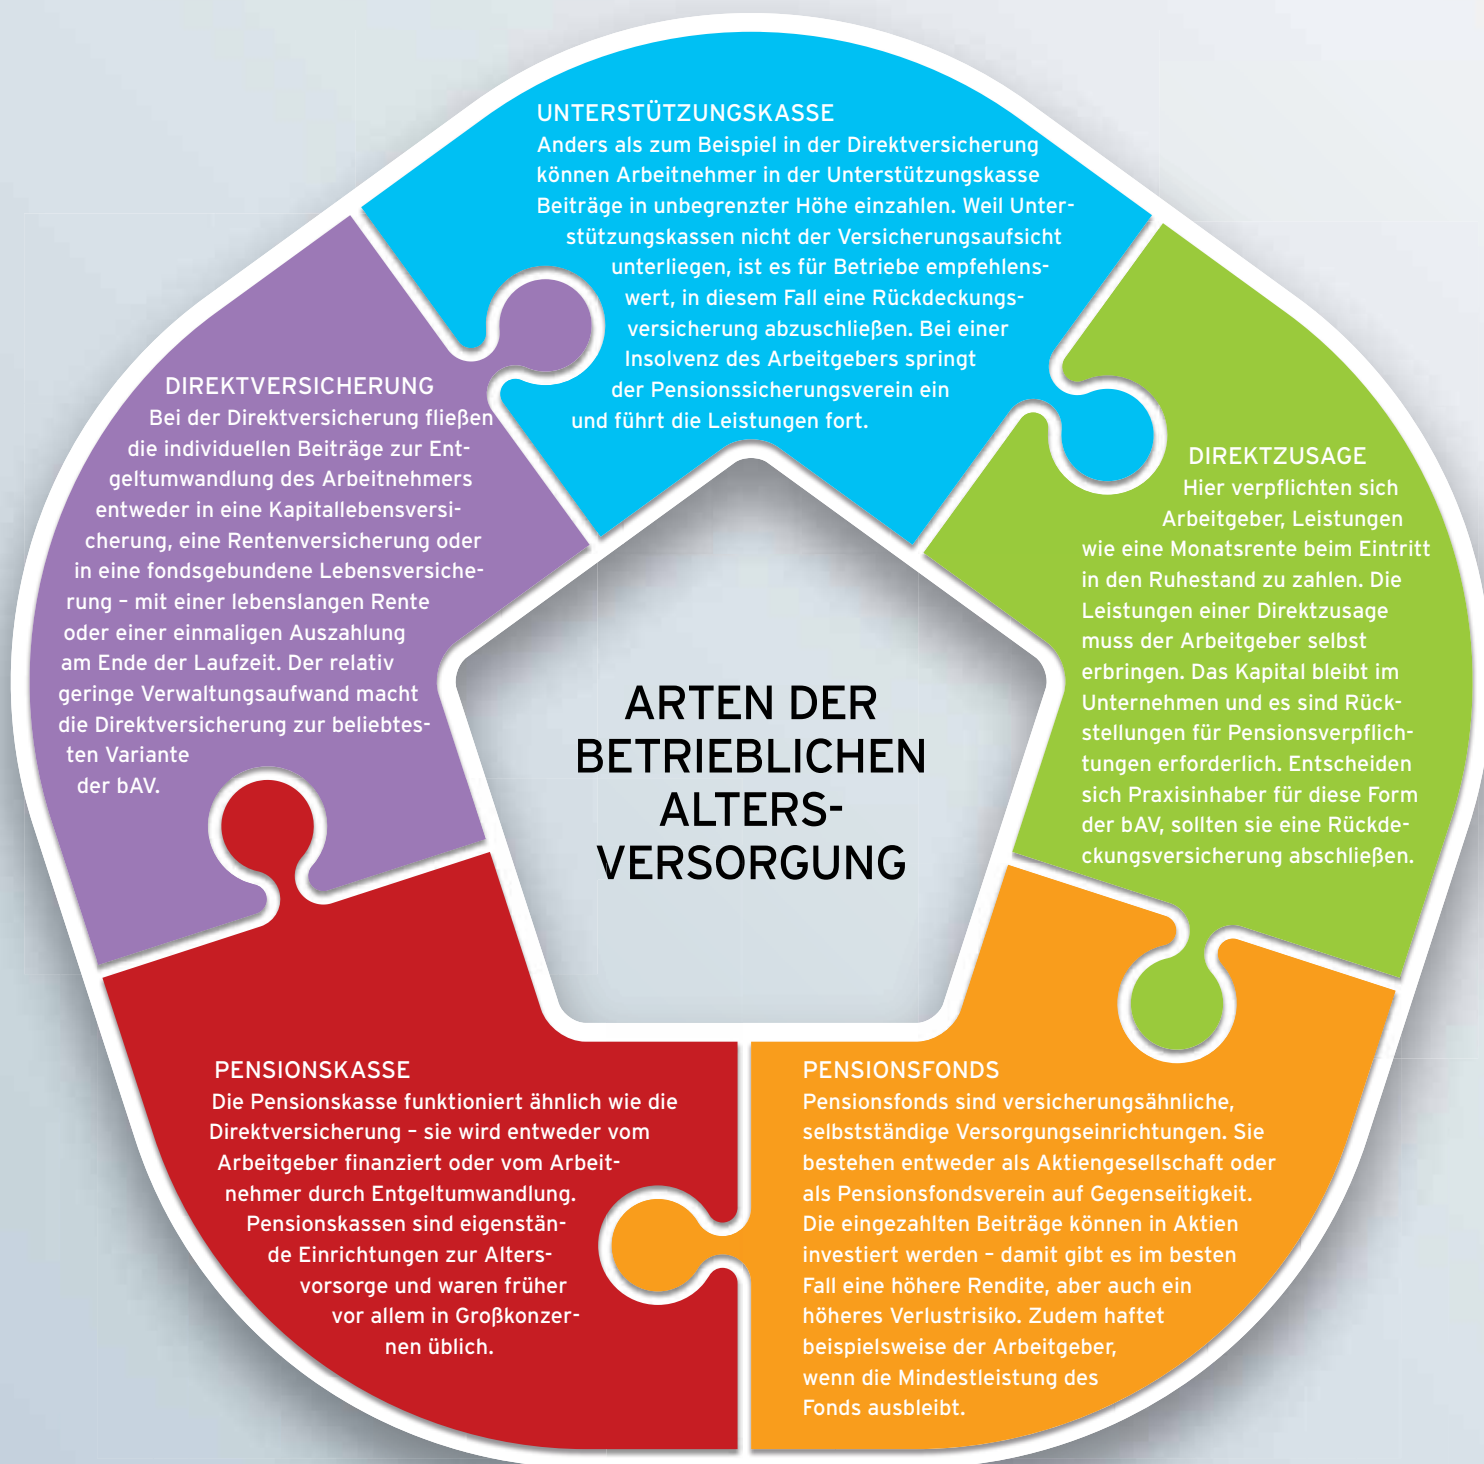 UNTERSTÜTZUNGSKASSE
Anders als zum Beispiel in der Direktversicherung
können Arbeitnehmer in der Unterstützungskasse
Beiträge in unbegrenzter Höhe einzahlen. Weil Unter-
stützungskassen nicht der Versicherungsaufsicht
unterliegen, ist es für Betriebe empfehlens-
wert, in diesem Fall eine Rückdeckungs-
versicherung abzuschließen. Bei einer
Insolvenz des Arbeitgebers springt
der Pensionssicherungsverein ein
und führt die Leistungen fort.
DIREKTVERSICHERUNG
Bei der Direktversicherung fließen
die individuellen Beiträge zur Ent-
geltumwandlung des Arbeitnehmers
entweder in eine Kapitallebensversi-
cherung, eine Rentenversicherung oder
in eine fondsgebundene Lebensversiche-
rung – mit einer lebenslangen Rente
oder einer einmaligen Auszahlung
am Ende der Laufzeit. Der relativ
geringe Verwaltungsaufwand macht
die Direktversicherung zur beliebtes-
ten Variante
der bAV.
DIREKTZUSAGE
Hier verpflichten sich
Arbeitgeber, Leistungen
wie eine Monatsrente beim Eintritt
in den Ruhestand zu zahlen. Die
Leistungen einer Direktzusage
muss der Arbeitgeber selbst
erbringen. Das Kapital bleibt im
Unternehmen und es sind Rück-
stellungen für Pensionsverpflich-
tungen erforderlich. Entscheiden
sich Praxisinhaber für diese Form
der bAV, sollten sie eine Rückde-
ckungsversicherung abschließen.
ARTEN DER
BETRIEBLICHEN
ALTERS-
VERSORGUNG
PENSIONSKASSE
Die Pensionskasse funktioniert ähnlich wie die
Direktversicherung – sie wird entweder vom
Arbeitgeber finanziert oder vom Arbeit-
nehmer durch Entgeltumwandlung.
Pensionskassen sind eigenstän-
de Einrichtungen zur Alters-
vorsorge und waren früher
vor allem in Großkonzer-
nen üblich.
PENSIONSFONDS
Pensionsfonds sind versicherungsähnliche,
selbstständige Versorgungseinrichtungen. Sie
bestehen entweder als Aktiengesellschaft oder
als Pensionsfondsverein auf Gegenseitigkeit.
Die eingezahlten Beiträge können in Aktien
investiert werden – damit gibt es im besten
Fall eine höhere Rendite, aber auch ein
höheres Verlustrisiko. Zudem haftet
beispielsweise der Arbeitgeber,
wenn die Mindestleistung des
Fonds ausbleibt.